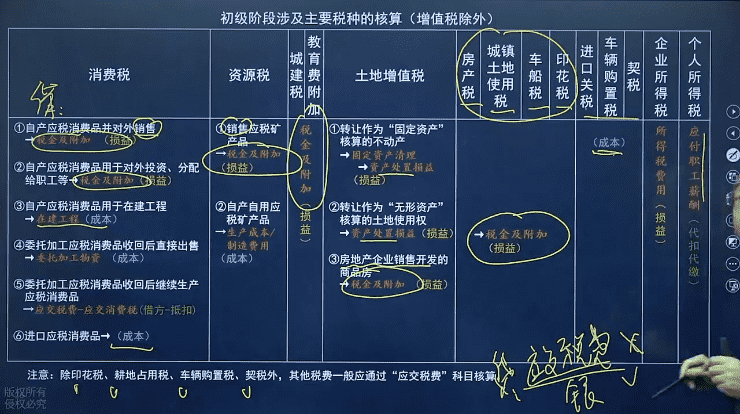 初级阶段涉及主要税种的核算（增值税除外）
消费税
资源税
城建税
教育费附加
土地增值税
房产税
城镇土地使用税
车船税
印花税
进口关税
车辆购置税
契税
企业所得税
个人所得税
①自产应税消费品并对外销售
→税金及附加（损益）
②自产应税消费品用于对外投资、分配
给职工等→税金及附加（损益）
③自产应税消费品用于在建工程
→在建工程（成本）
④委托加工应税消费品收回后直接出售
→委托加工物资（成本）
⑤委托加工应税消费品收回后继续生产
应税消费品
→应交税费-应交消费税(借方-抵扣)
⑥进口应税消费品→（成本）
①销售应税矿
产品
→税金及附加
（损益）
②自产自用应
税矿产品
→生产成本/
制造费用
（成本）
税金及附加（损益）
①转让作为“固定资产”
核算的不动产
→固定资产清理
→资产处置损益
（损益）
②转让作为“无形资产”
核算的土地使用权
→资产处置损益（损益）
③房地产企业销售开发的
商品房
→税金及附加（损益）
→税金及附加
（损益）
（成本）
所得税费用（损益）
应付职工薪酬（代扣代缴）
注意：除印花税、耕地占用税、车辆购置税、契税外，其他税费一般应通过“应交税费”科目核算
应交税费
银
版权所有
侵权必究